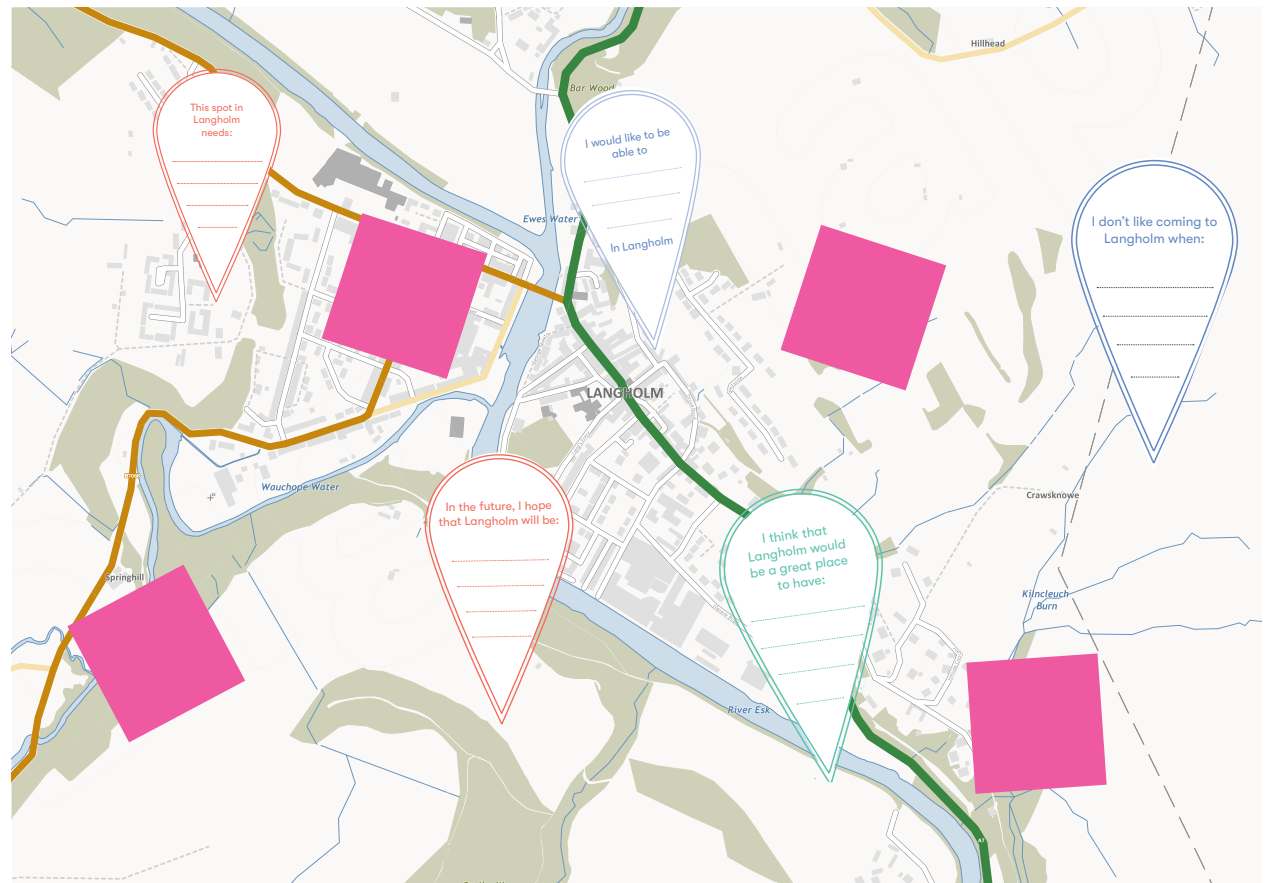 Hillhead
Bar Wood
This spot in
Langholm
needs:
I would like to be
able to
In Langholm
Ewes Water
I don't like coming to
Langholm when:
LANGHOLM
Wauchope Water
In the future, I hope
that Langholm will be:
Crawsknowe
I think that
Langholm would
be a great place
to have:
Springhill
Kilncleuch
Burn
River Esk
A7